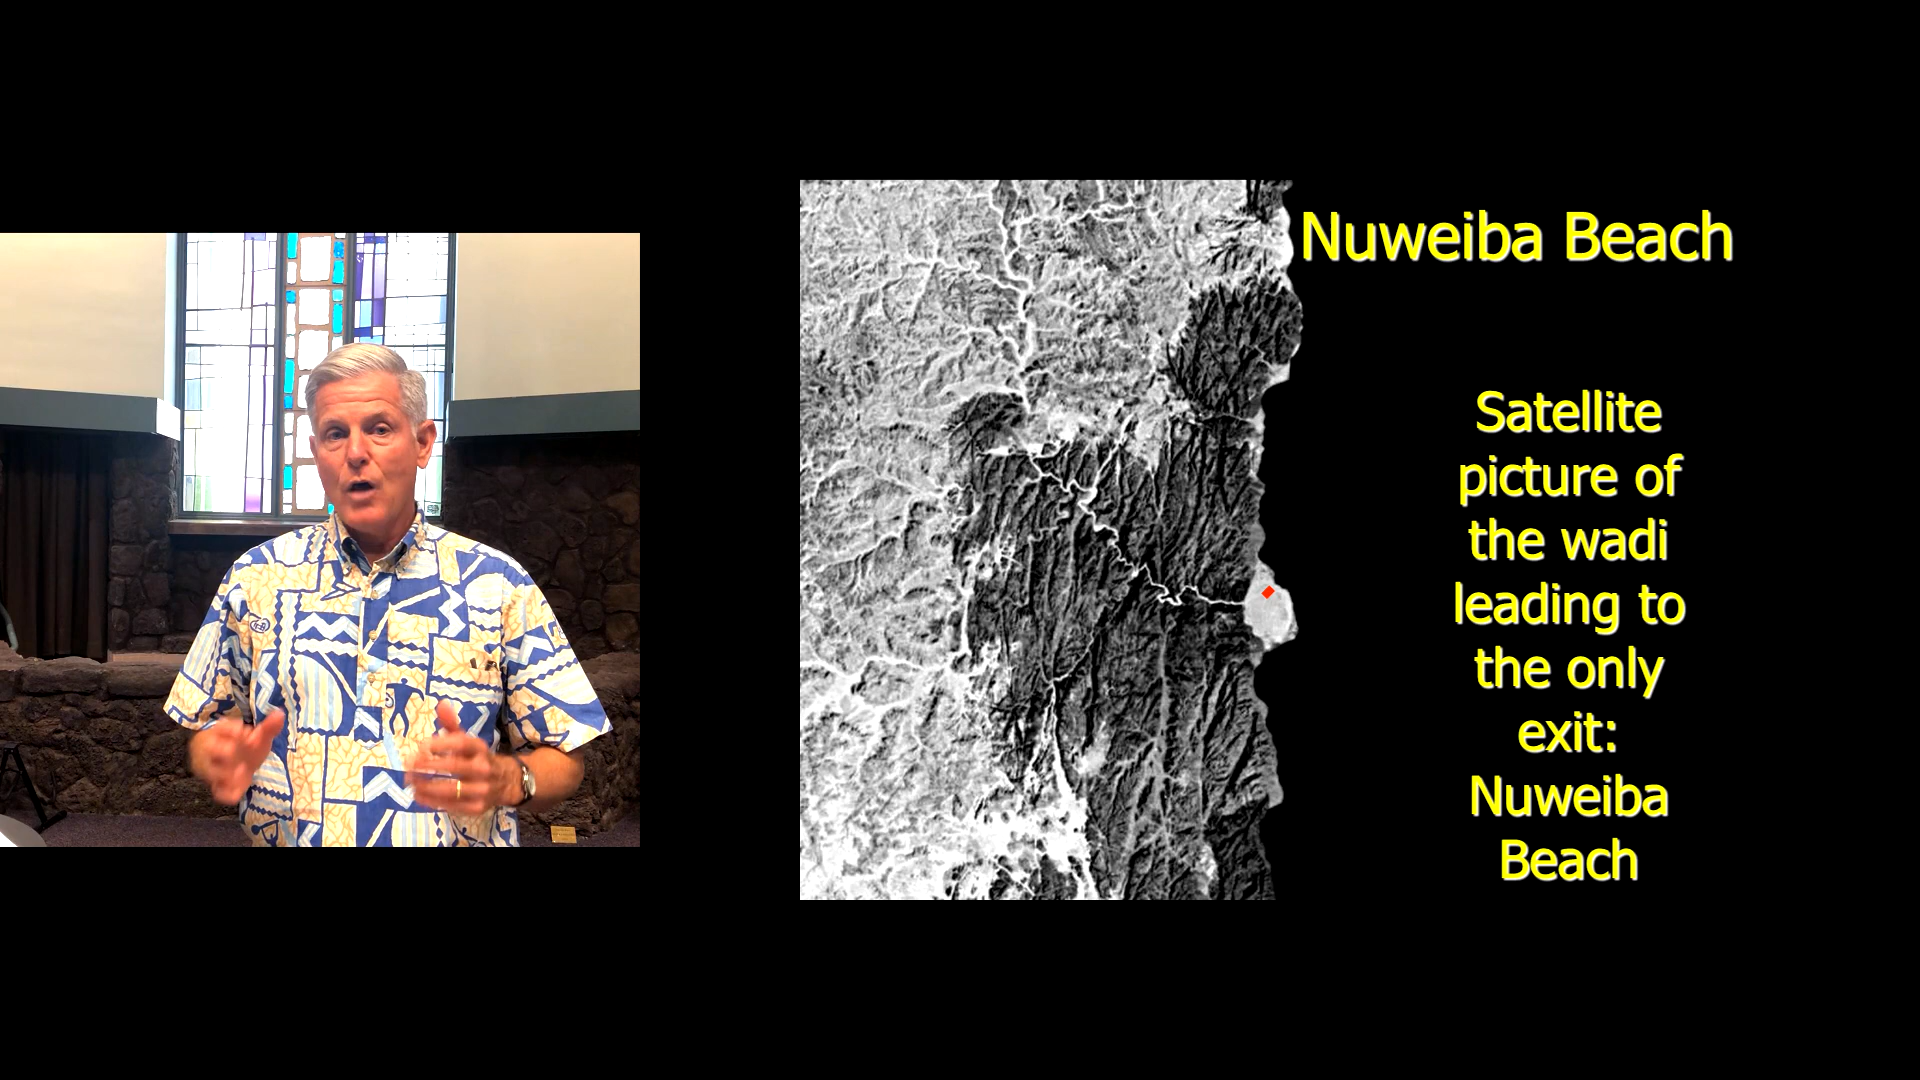 Nuweiba Beach
Satellite
picture of
the wadi
leading to
the only
exit:
Nuweiba
Beach